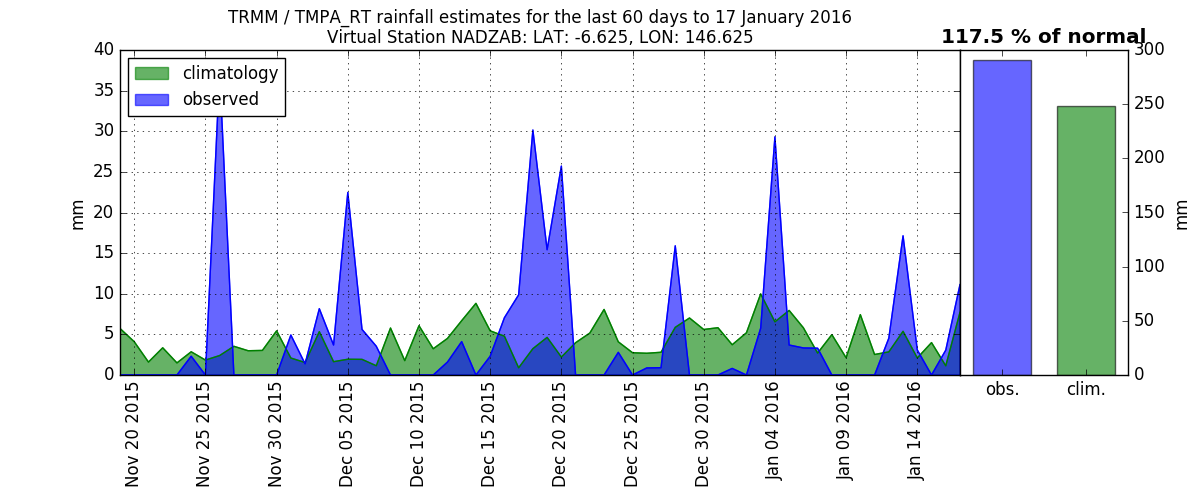 TRMM / TMPA_RT rainfall estimates for the last 60 days to 17 January 2016
Virtual Station NADZAB: LAT: -6.625, LON: 146.625
117.5 % of normal
climatology
observed
40
35
30
25
20
15
10
5
0
mm
Nov 20 2015
Nov 25 2015
Nov 30 2015
Dec 05 2015
Dec 10 2015
Dec 15 2015
Dec 20 2015
Dec 25 2015
Dec 30 2015
Jan 04 2016
Jan 09 2016
Jan 14 2016
obs.
clim.
300
250
200
150
100
50
0
mm